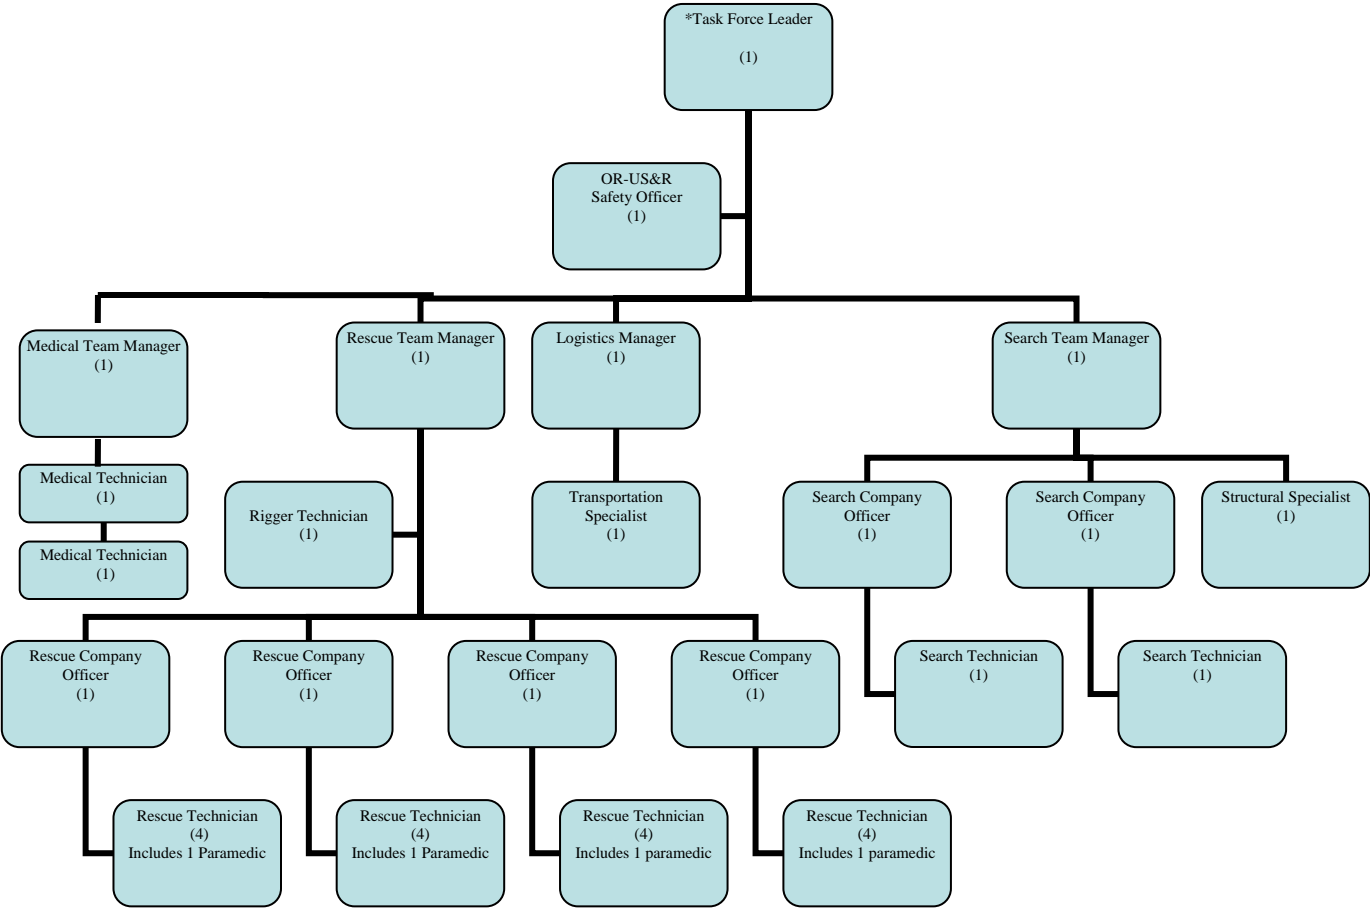 *Task Force Leader
(1)
OR-US&R
Safety Officer
(1)
Medical Team Manager
(1)
Rescue Team Manager
(1)
Logistics Manager
(1)
Search Team Manager
(1)
Medical Technician
(1)
Medical Technician
(1)
Rigger Technician
(1)
Transportation
Specialist
(1)
Search Company
Officer
(1)
Search Company
Officer
(1)
Structural Specialist
(1)
Rescue Company
Officer
(1)
Rescue Company
Officer
(1)
Rescue Company
Officer
(1)
Rescue Company
Officer
(1)
Search Technician
(1)
Search Technician
(1)
Rescue Technician
(4)
Includes 1 Paramedic
Rescue Technician
(4)
Includes 1 Paramedic
Rescue Technician
(4)
Includes 1 paramedic
Rescue Technician
(4)
Includes 1 paramedic